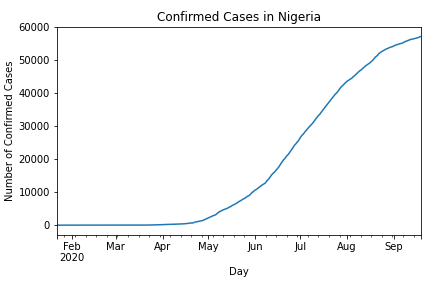 Confirmed Cases in Nigeria
Number of Confirmed Cases
60000
50000
40000
30000
20000
10000
0
Feb Mar Apr May Jun Jul Aug Sep
2020
Day